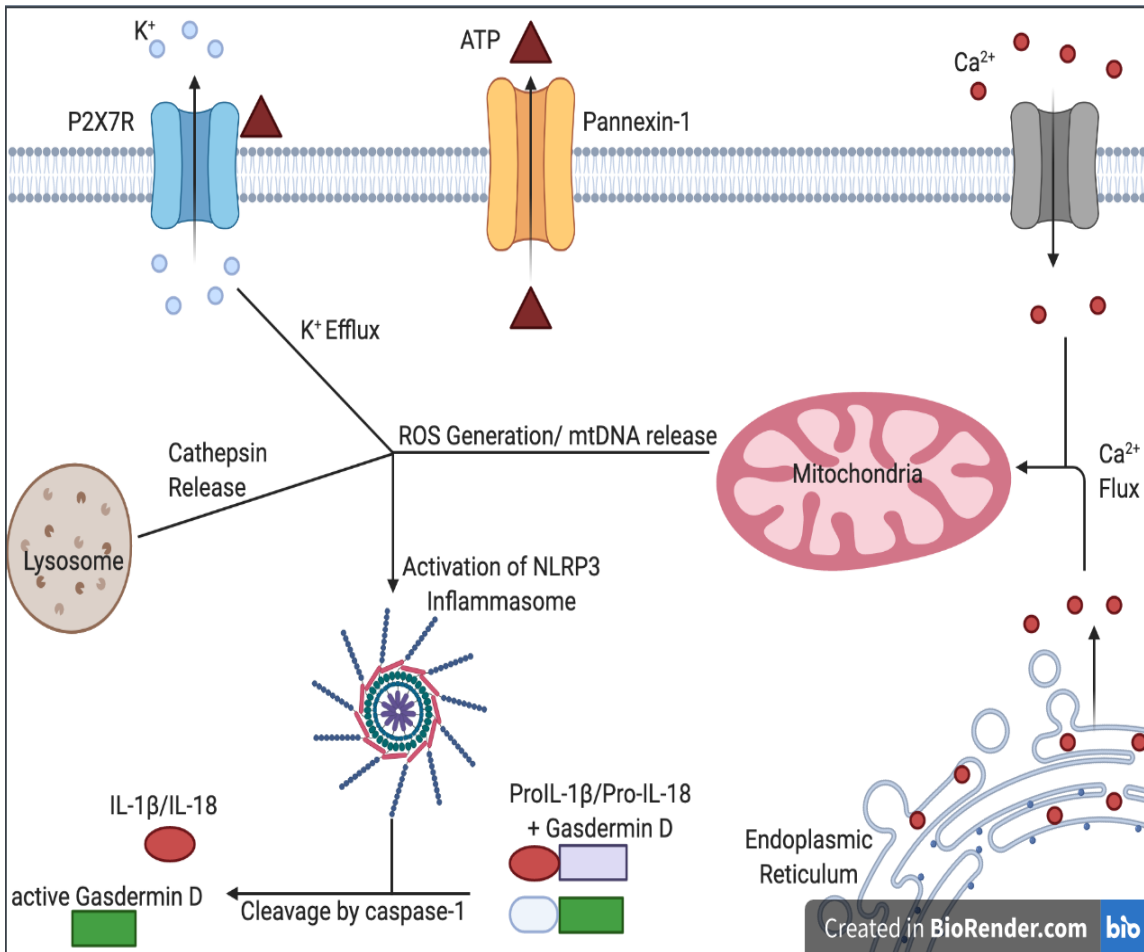 K⁺
ATP
Ca²⁺
P2X7R
Pannexin-1
K⁺ Efflux
Cathepsin
Release
ROS Generation/ mtDNA release
Mitochondria
Ca²⁺
Flux
Lysosome
Activation of NLRP3
Inflammasome
IL-1β/IL-18
ProIL-1β/Pro-IL-18
+ Gasdermin D
Endoplasmic
Reticulum
active Gasdermin D
Cleavage by caspase-1
Created in BioRender.com bio